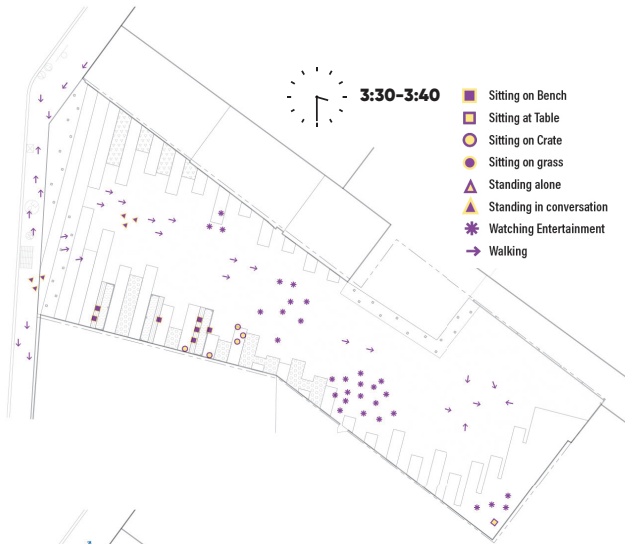 3:30-3:40
Sitting on Bench
Sitting at Table
Sitting on Crate
Sitting on grass
Standing alone
Standing in conversation
Watching Entertainment
Walking